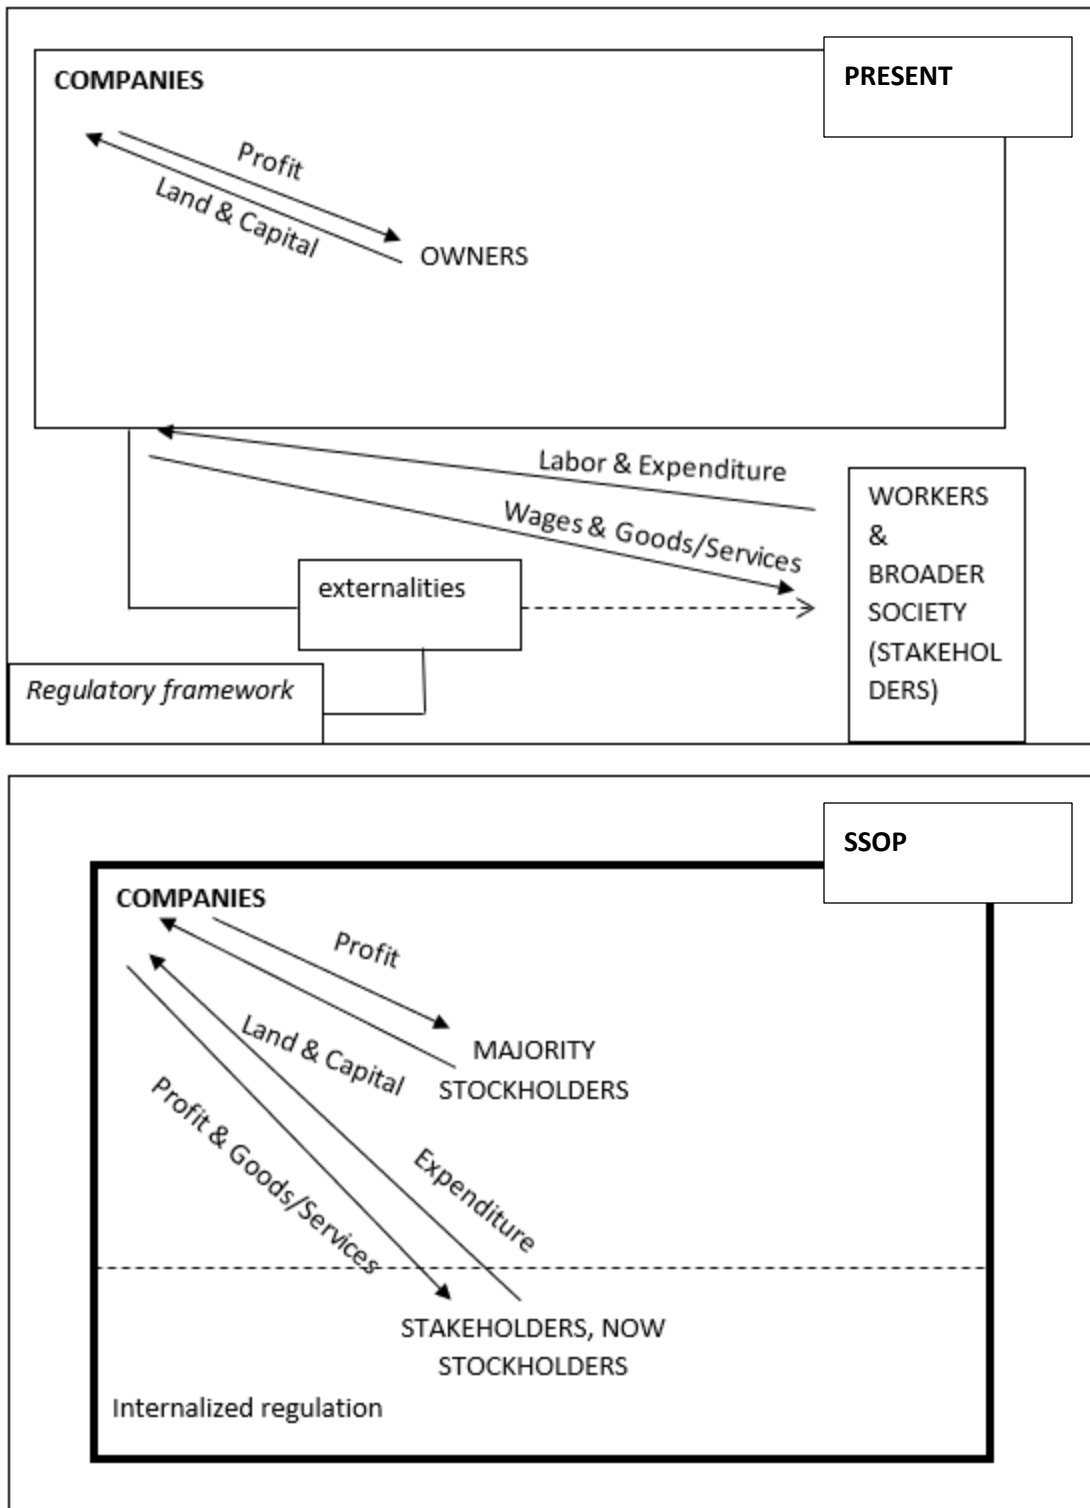 PRESENT
COMPANIES
Profit
Land & Capital
OWNERS
Labor & Expenditure
Wages & Goods/Services
externalities
Regulatory framework
WORKERS
&
BROADER
SOCIETY
(STAKEHOL
DERS)
SSOP
COMPANIES
Profit
Land & Capital
MAJORITY
STOCKHOLDERS
Profit & Goods/Services
Expenditure
STAKEHOLDERS, NOW
STOCKHOLDERS
Internalized regulation